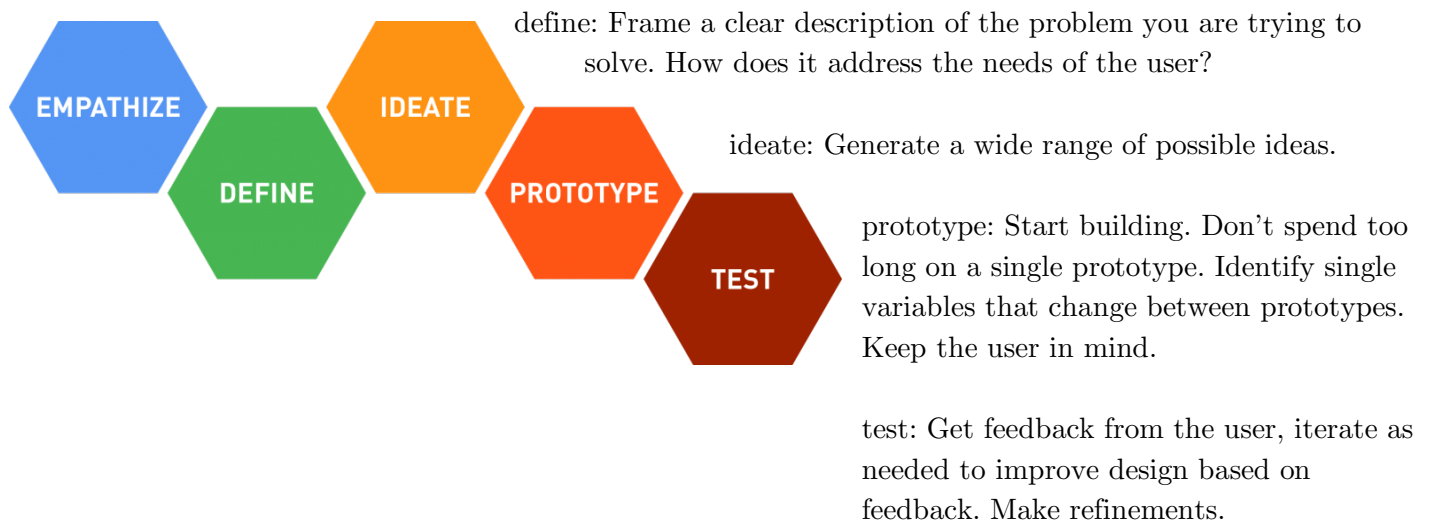 EMPATHIZE
DEFINE
IDEATE
PROTOTYPE
TEST
define: Frame a clear description of the problem you are trying to
solve. How does it address the needs of the user?
ideate: Generate a wide range of possible ideas.
prototype: Start building. Don't spend too
long on a single prototype. Identify single
variables that change between prototypes.
Keep the user in mind.
test: Get feedback from the user, iterate as
needed to improve design based on
feedback. Make refinements.